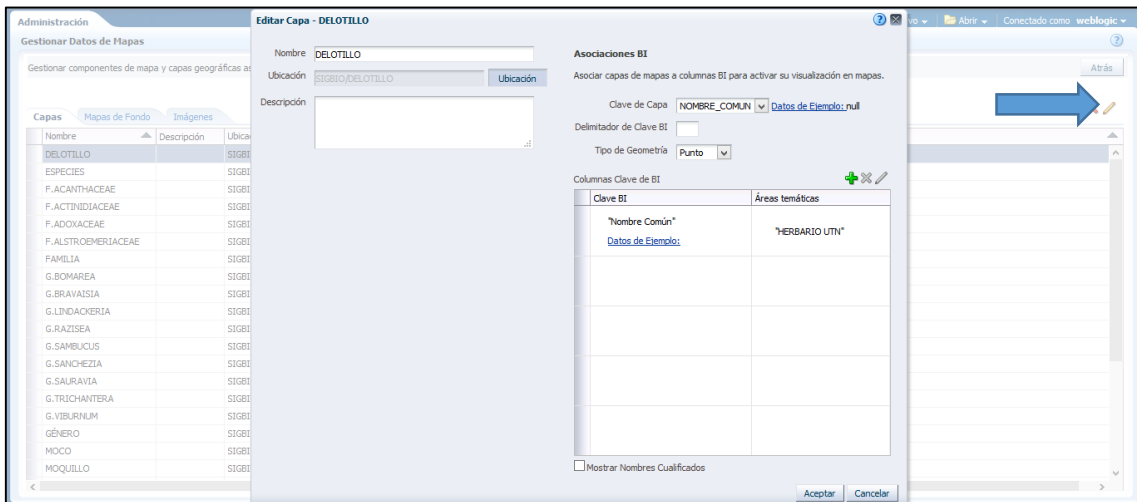 Administración
Editar Capa - DELOTILLO
Abrir
Conectado como weblogic
Gestionar Datos de Mapas
Gestionar componentes de mapa y capas geográficas
Atrás
Nombre DELOTILLO
Ubicación SIGBIO/DELOTILLO Ubicación
Descripción
Asociaciones BI
Asociar capas de mapas a columnas BI para activar su visualización en mapas.
Clave de Capa NOMBRE_COMUN Datos de Ejemplo: null
Delimitador de Clave BI
Tipo de Geometría Punto
Columnas Clave de BI
Clave BI Áreas temáticas
"Nombre Común" "HERBARIO UTN"
Datos de Ejemplo:
Mostrar Nombres Cualificados
Aceptar Cancelar
Capas Mapas de Fondo Imágenes
Nombre Descripción Ubica
DELOTILLO SIGBI
ESPECIES SIGBI
F.ACANTHACEAE SIGBI
F.ACTINIDIACEAE SIGBI
F.ADOXACEAE SIGBI
F.ALSTROEMERIACEAE SIGBI
FAMILIA SIGBI
G.BOMAREA SIGBI
G.BRAVAISIA SIGBI
G.LINDACKERIA SIGBI
G.RAZISEA SIGBI
G.SAMBUCUS SIGBI
G.SANCHEZIA SIGBI
G.SAURAVIA SIGBI
G.TRICHANTERA SIGBI
G.VIBURNUM SIGBI
GÉNERO SIGBI
MOCO SIGBI
MOQUILLO SIGBI